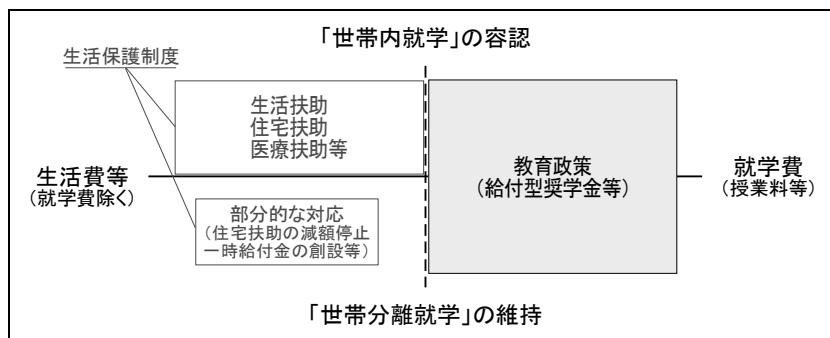 「世帯内就学」の容認
生活保護制度
生活扶助
住宅扶助
医療扶助等
生活費等
(就学費除く)
教育政策
(給付型奨学金等)
就学費
(授業料等)
部分的な対応
(住宅扶助の減額停止
一時給付金の創設等)
「世帯分離就学」の維持